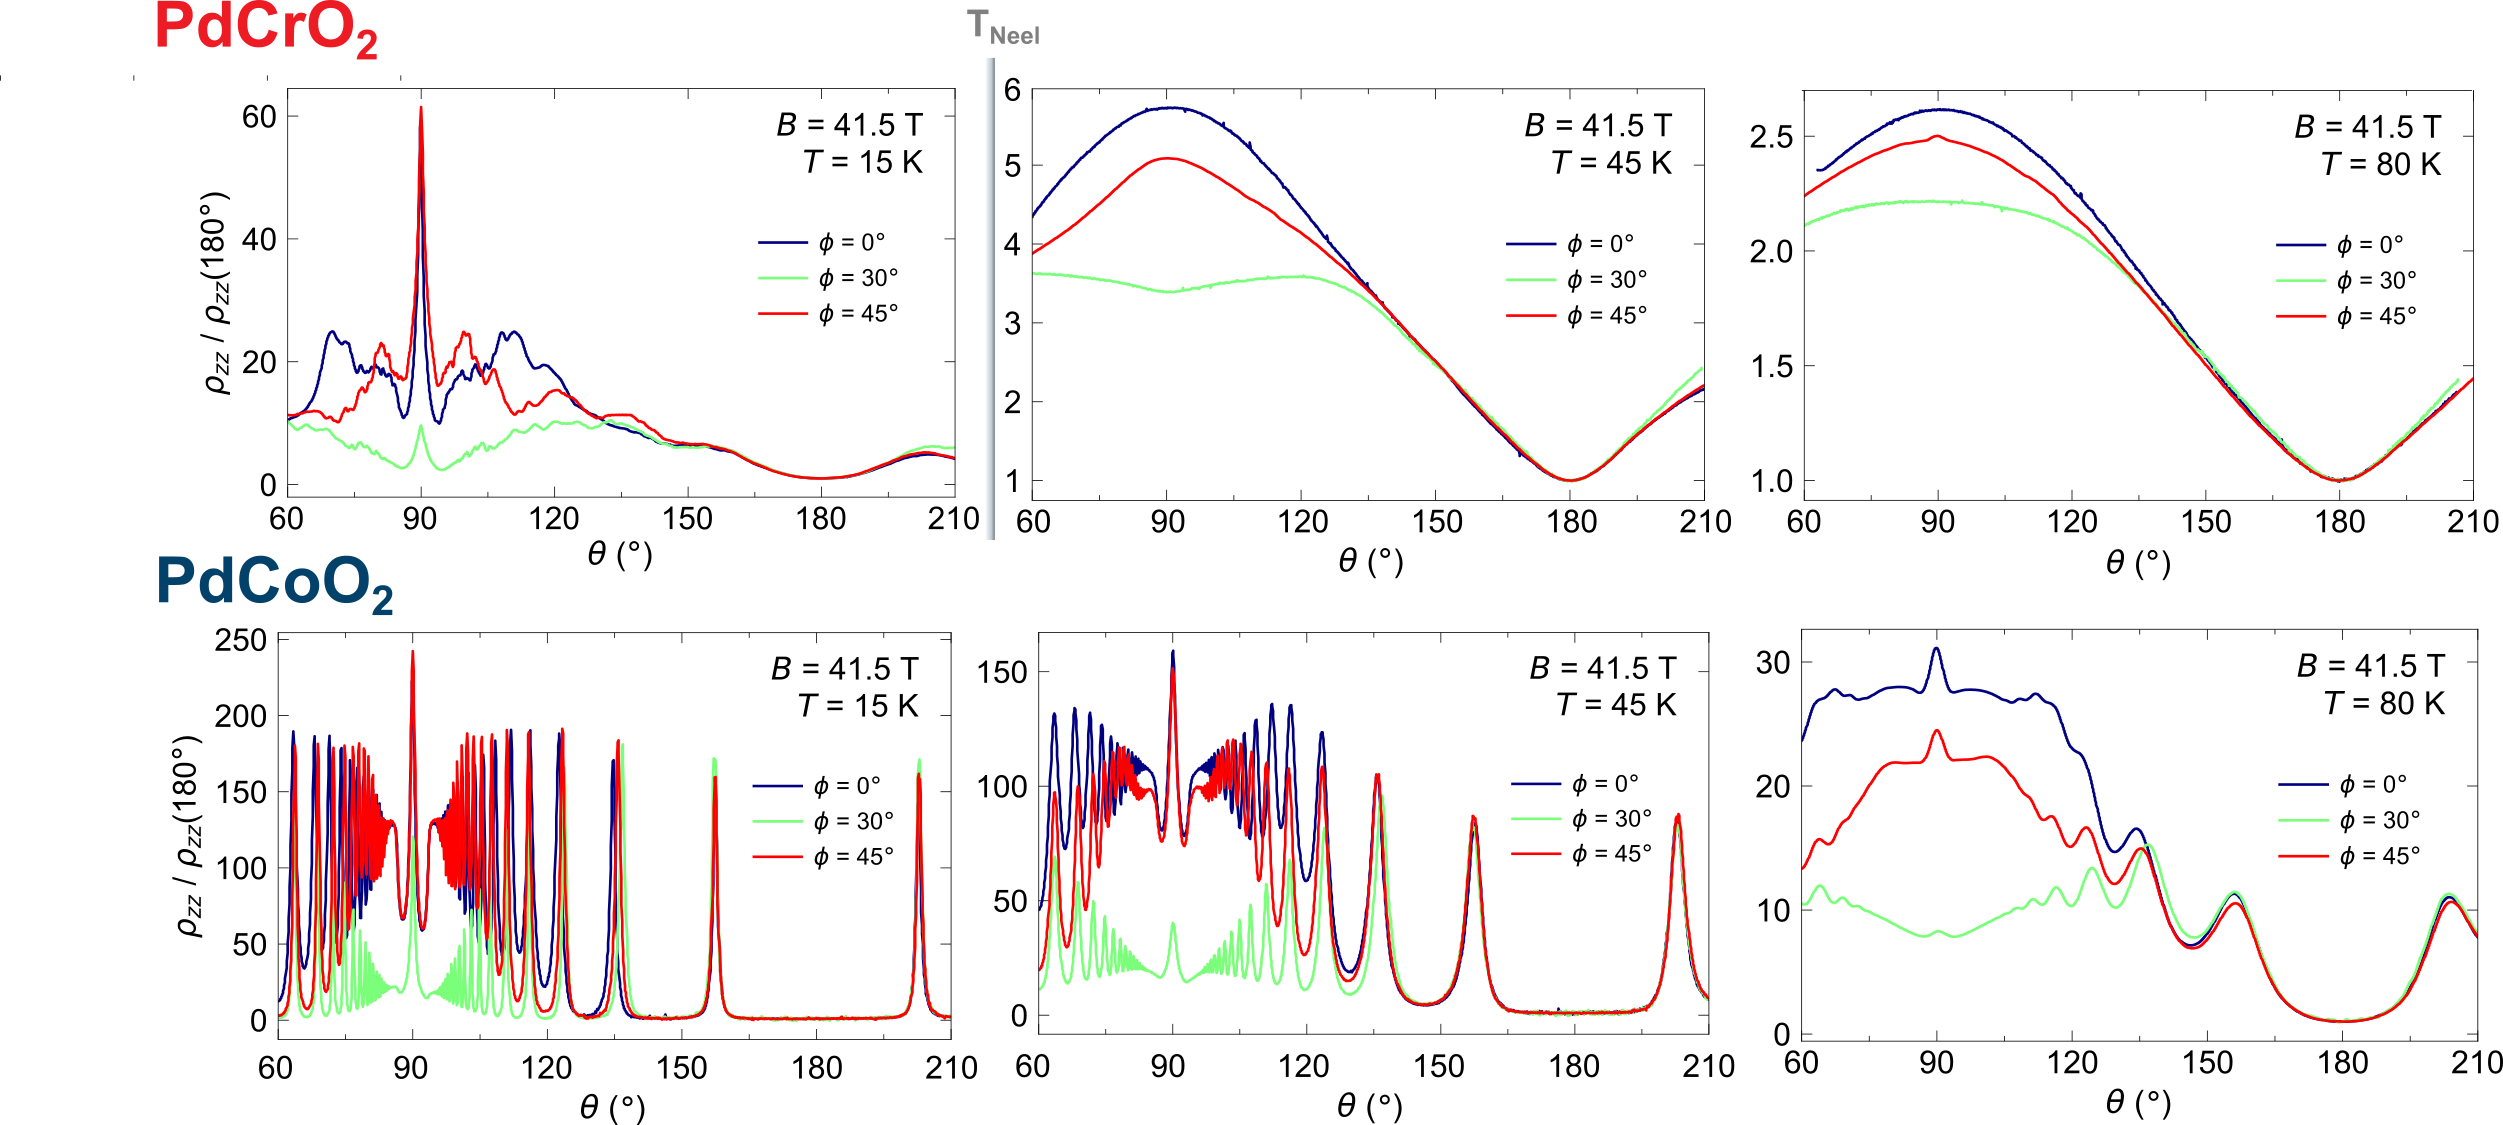 PdCrO2
TNeel
B = 41.5 T
T = 15 K
ϕ = 0°
ϕ = 30°
ϕ = 45°
ρzz / ρzz(180°)
60
40
20
0
60 90 120 150 180 210
θ (°)
B = 41.5 T
T = 45 K
ϕ = 0°
ϕ = 30°
ϕ = 45°
6
5
4
3
2
1
60 90 120 150 180 210
θ (°)
B = 41.5 T
T = 80 K
ϕ = 0°
ϕ = 30°
ϕ = 45°
2.5
2.0
1.5
1.0
60 90 120 150 180 210
θ (°)
PdCoO2
B = 41.5 T
T = 15 K
ϕ = 0°
ϕ = 30°
ϕ = 45°
ρzz / ρzz(180°)
250
200
150
100
50
0
60 90 120 150 180 210
θ (°)
B = 41.5 T
T = 45 K
ϕ = 0°
ϕ = 30°
ϕ = 45°
150
100
50
0
60 90 120 150 180 210
θ (°)
B = 41.5 T
T = 80 K
ϕ = 0°
ϕ = 30°
ϕ = 45°
30
20
10
0
60 90 120 150 180 210
θ (°)